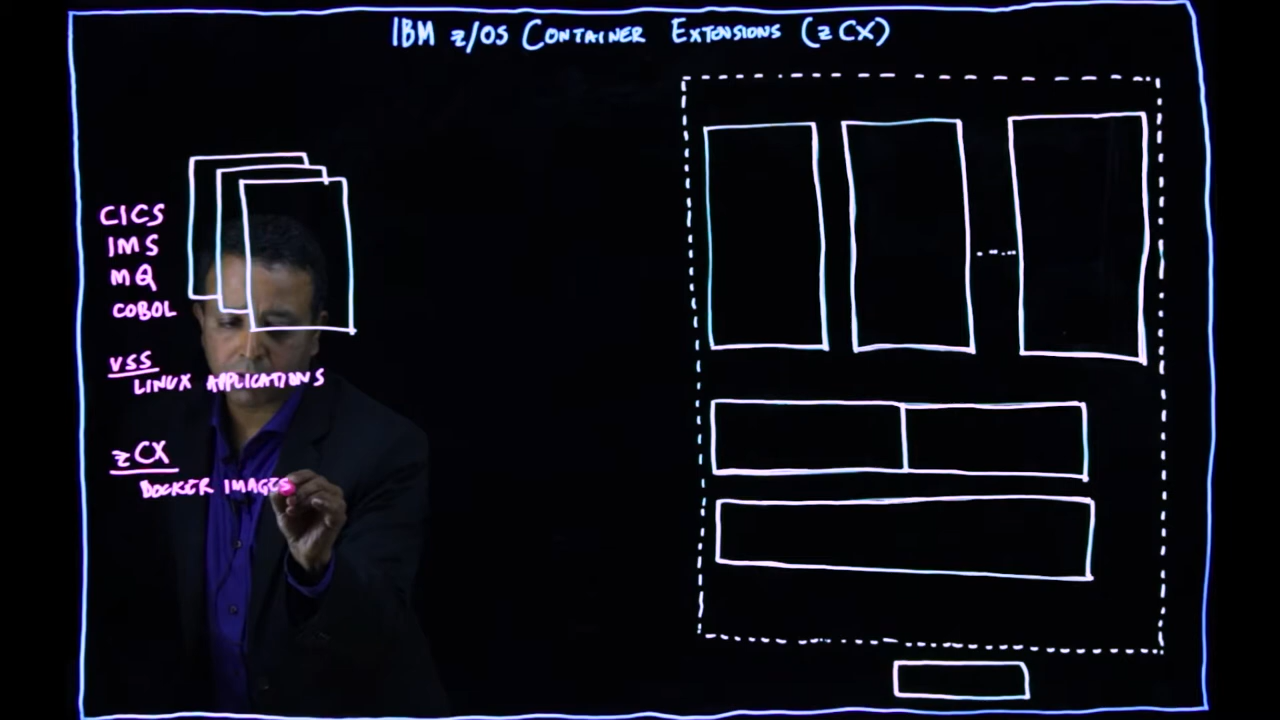 IBM z/OS CONTAINER EXTENSIONS (zCX)
CICS
IMS
MQ
COBOL
VSS
LINUX APPLICATIONS
zCX
DOCKER IMAGES